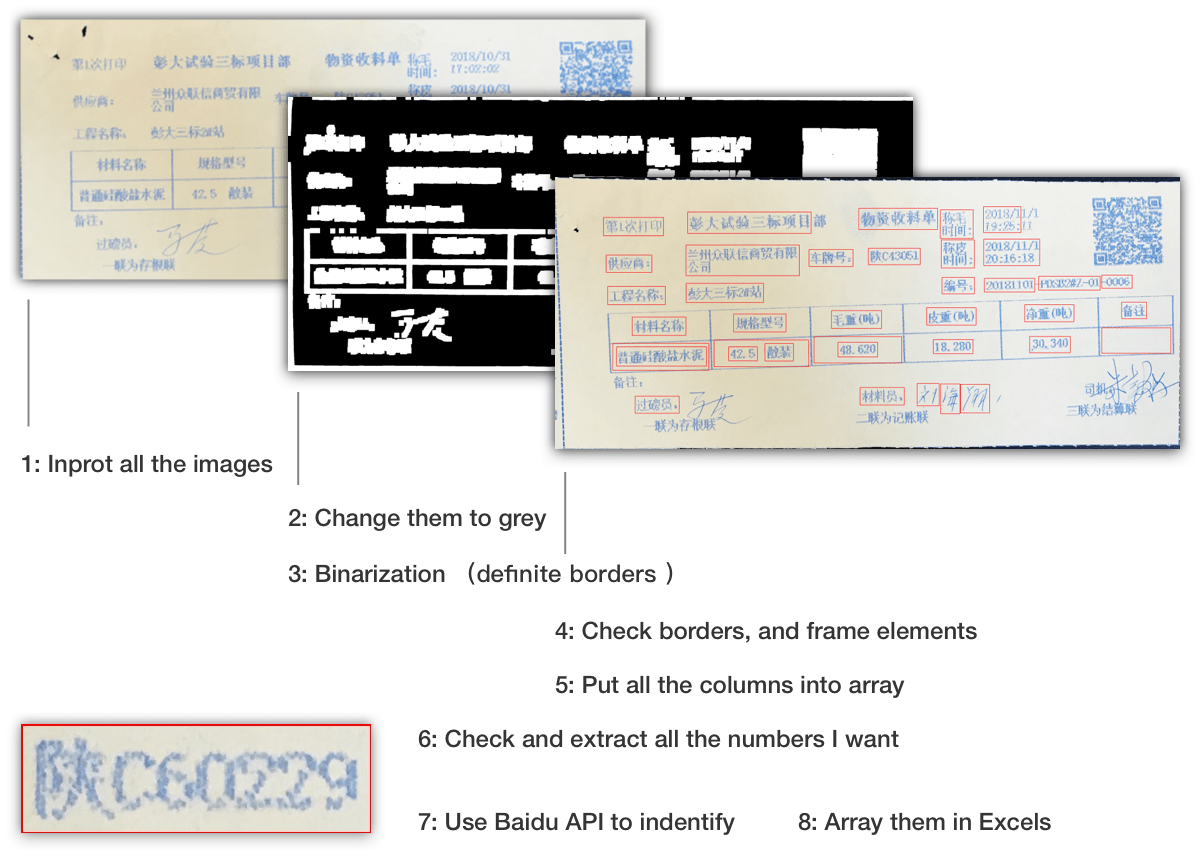 第1次打印 彭大试验三标项目部 物资收料单 称毛时间: 2018/10/31 17:02:02
供应商: 兰州众联信商贸有限公司 称皮 2018/10/31
工程名称: 彭大三标2#站
材料名称 规格型号
普通硅酸盐水泥 42.5 散装
备注:
过磅员:
一联为存根联
第1次打印 彭大试验三标项目部 物资收料单 称毛时间: 2018/11/1 19:25:11
供应商: 兰州众联信商贸有限公司 车牌号: 陕C43051 称皮时间: 2018/11/1 20:16:18
工程名称: 彭大三标2#站 编号: 20181101-PDSB2#Z-01-0006
材料名称 规格型号 毛重(吨) 皮重(吨) 净重(吨) 备注
普通硅酸盐水泥 42.5 散装 48.620 18.280 30.340
备注:
过磅员: 材料员: 司机:
一联为存根联 二联为记账联 三联为结算联
1: Inprot all the images
2: Change them to grey
3: Binarization （definite borders ）
4: Check borders, and frame elements
5: Put all the columns into array
6: Check and extract all the numbers I want
陕C60229
7: Use Baidu API to indentify 8: Array them in Excels